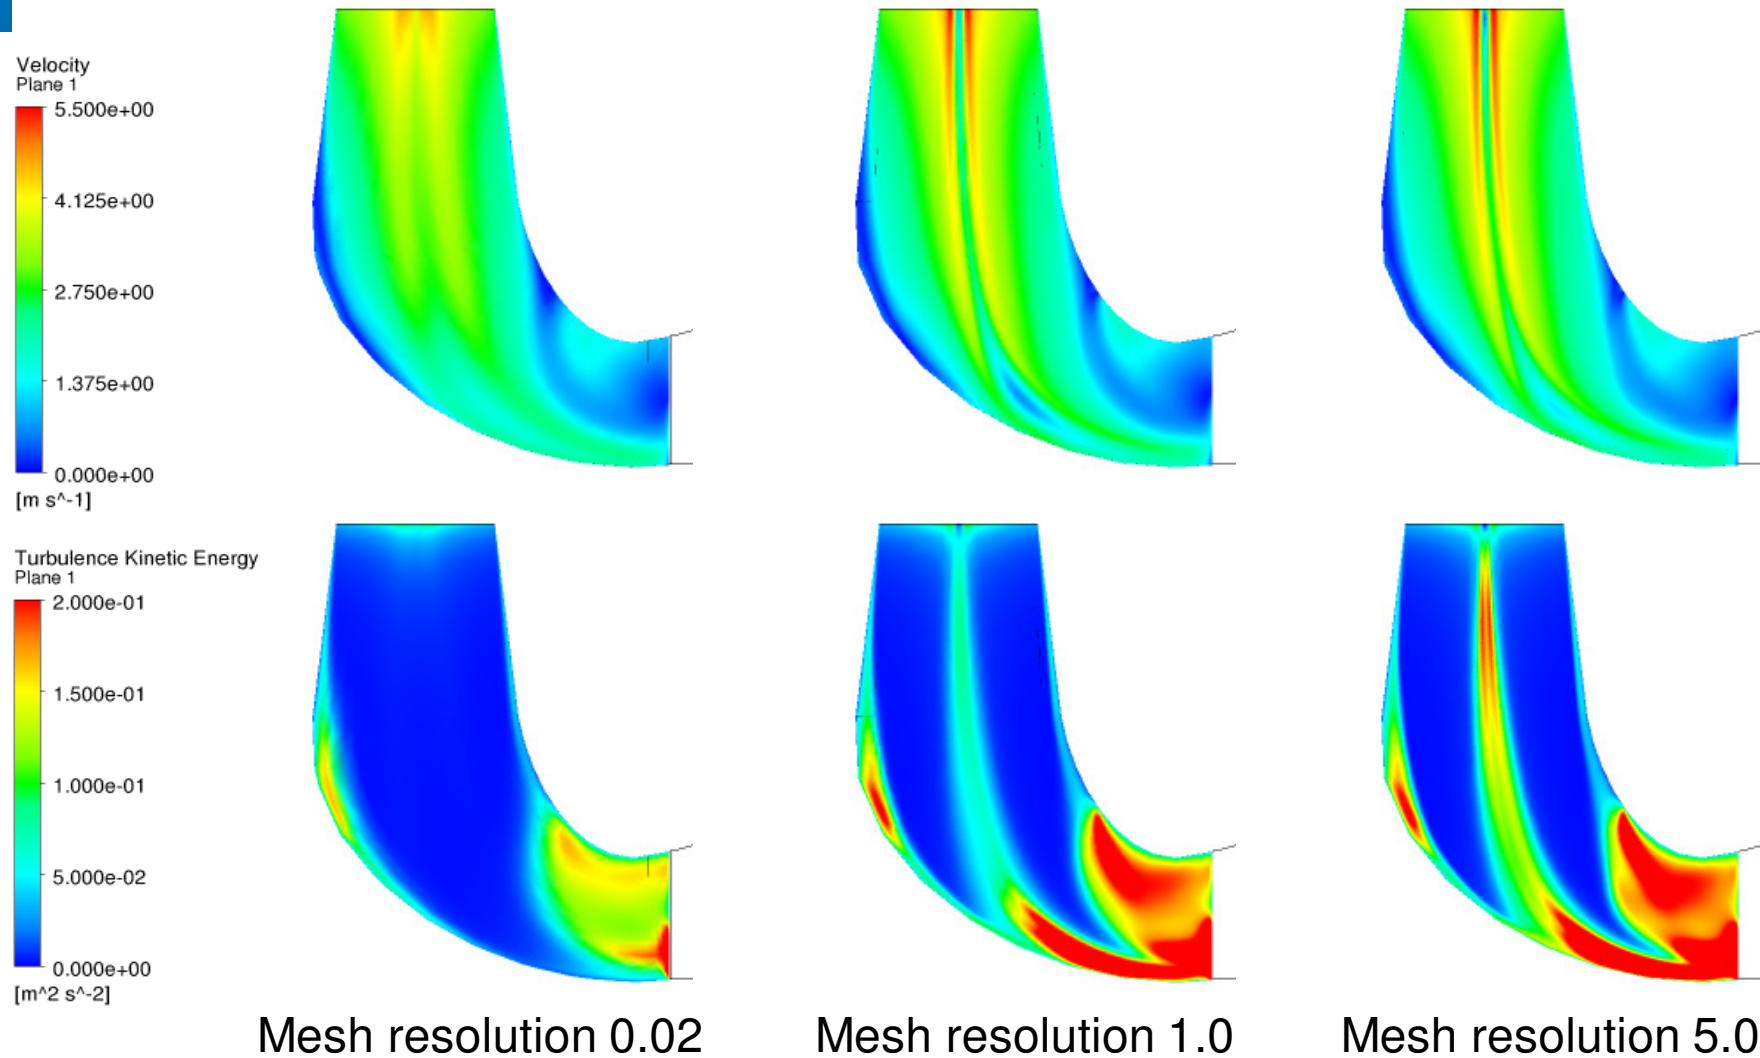 Velocity
Plane 1
5.500e+00
4.125e+00
2.750e+00
1.375e+00
0.000e+00
[m s^-1]
Turbulence Kinetic Energy
Plane 1
2.000e-01
1.500e-01
1.000e-01
5.000e-02
0.000e+00
[m^2 s^-2]
Mesh resolution 0.02
Mesh resolution 1.0
Mesh resolution 5.0